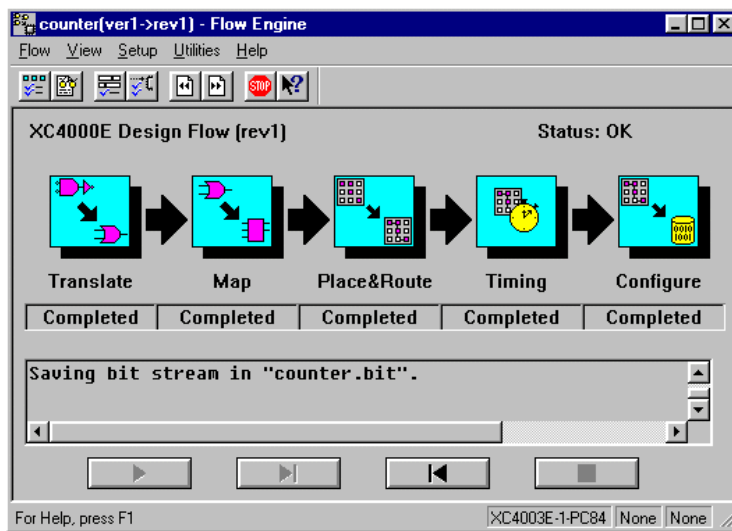 counter(ver1->rev1) - Flow Engine
Flow View Setup Utilities Help
STOP
XC4000E Design Flow (rev1) Status: OK
0010
1001
Translate Map Place&Route Timing Configure
Completed Completed Completed Completed Completed
Saving bit stream in "counter.bit".
For Help, press F1 XC4003E-1-PC84 None None